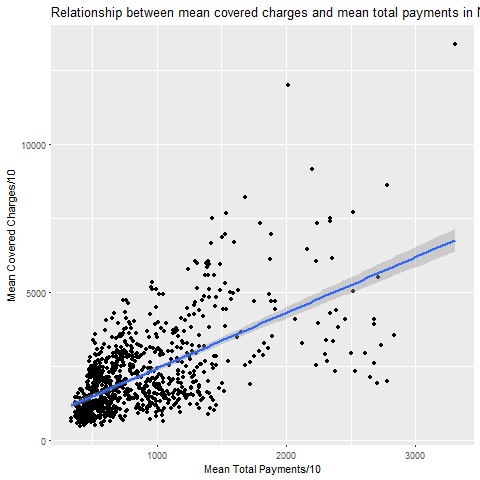 Relationship between mean covered charges and mean total payments in
10000
5000
0
Mean Covered Charges/10
1000
2000
3000
Mean Total Payments/10